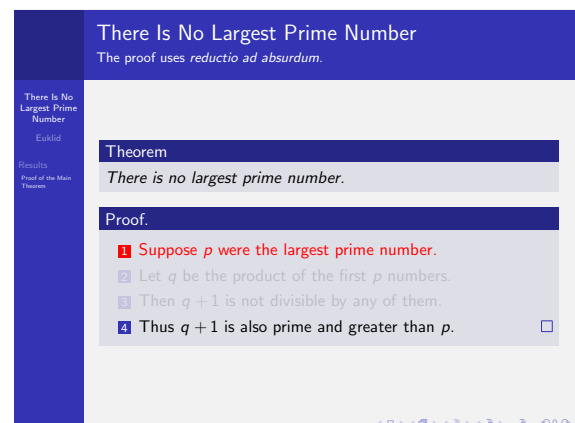 There Is No Largest Prime Number
The proof uses reductio ad absurdum.
There Is No
Largest Prime
Number
Euklid
Results
Proof of the Main
Theorem
Theorem
There is no largest prime number.
Proof.
1 Suppose p were the largest prime number.
2 Let q be the product of the first p numbers.
3 Then q + 1 is not divisible by any of them.
4 Thus q + 1 is also prime and greater than p.